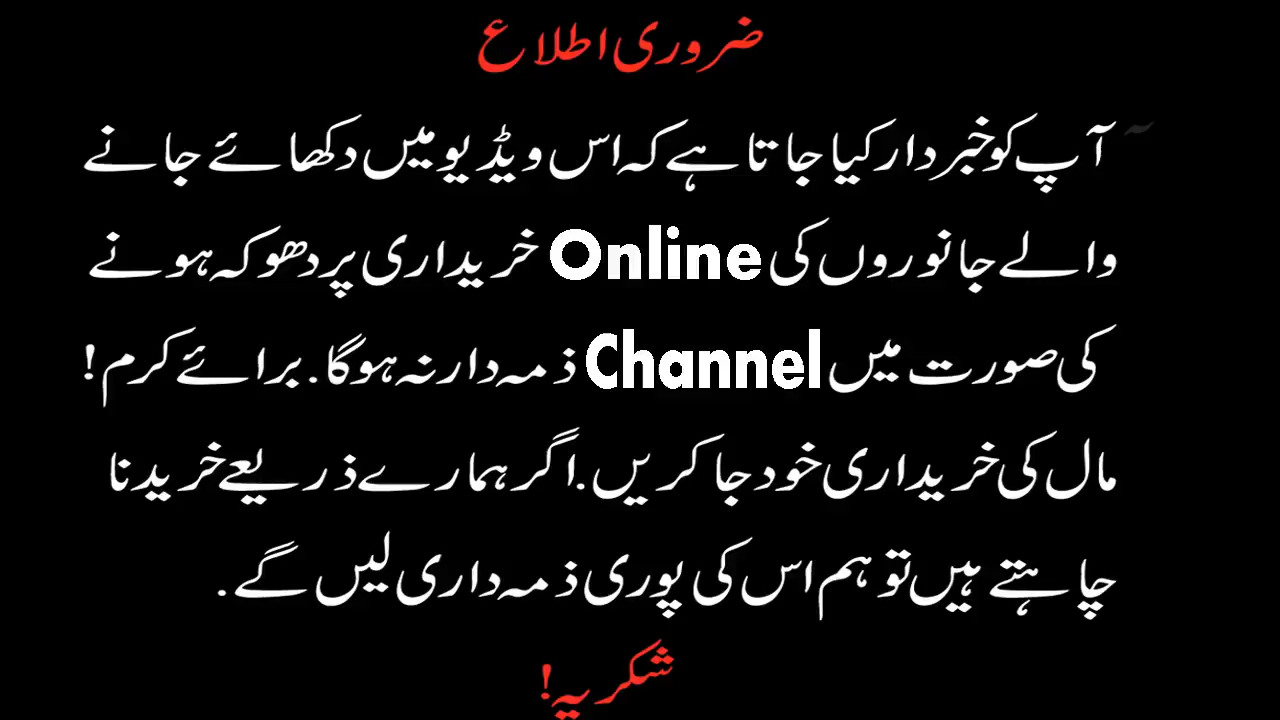 ضروری اطلاع
آپ کو خبردار کیا جاتا ہے کہ اس ویڈیو میں دکھائے جانے
والے جانوروں کی Online خریداری پر دھوکہ ہونے
کی صورت میں Channel ذمہ دار نہ ہوگا. برائے کرم!
مال کی خریداری خود جا کریں. اگر ہمارے ذریعے خریدنا
چاہتے ہیں تو ہم اس کی پوری ذمہ داری لیں گے.
شکریہ!